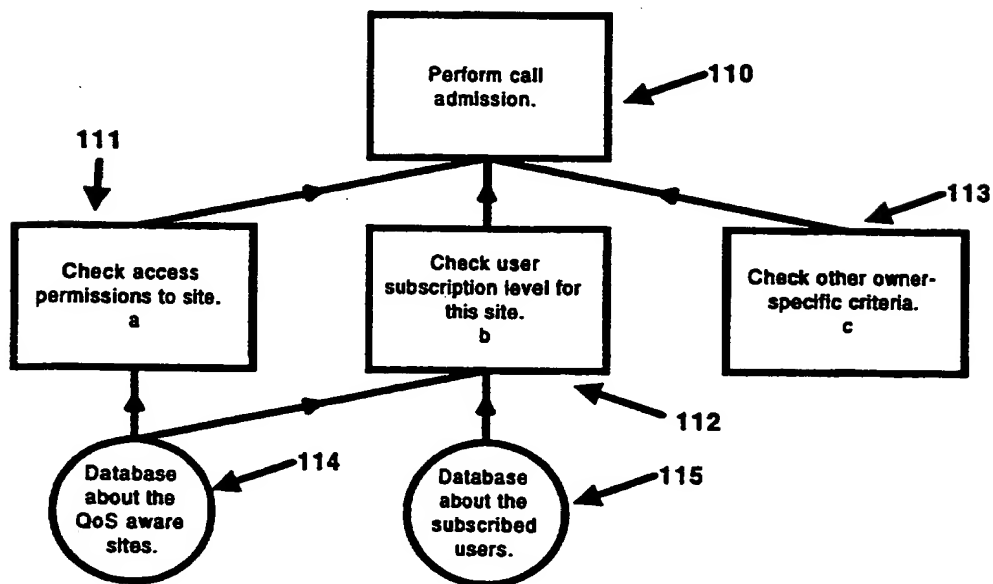 Perform call
admission.
110
111
113
Check access
permissions to site.
a
Check user
subscription level for
this site.
b
Check other owner-
specific criteria.
c
112
114
115
Database
about the
QoS aware
sites.
Database
about the
subscribed
users.